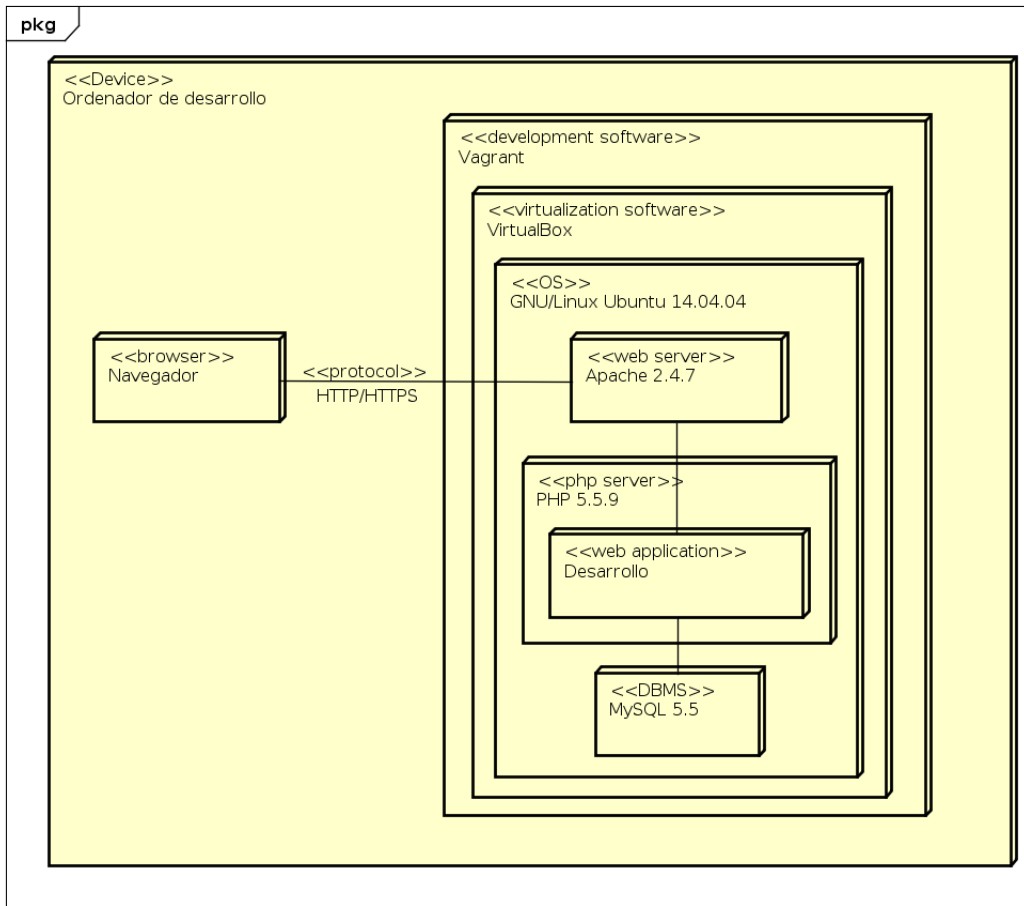 pkg
<<Device>>
Ordenador de desarrollo
<<development software>>
Vagrant
<<virtualization software>>
VirtualBox
<<OS>>
GNU/Linux Ubuntu 14.04.04
<<browser>>
Navegador
<<protocol>>
HTTP/HTTPS
<<web server>>
Apache 2.4.7
<<php server>>
PHP 5.5.9
<<web application>>
Desarrollo
<<DBMS>>
MySQL 5.5